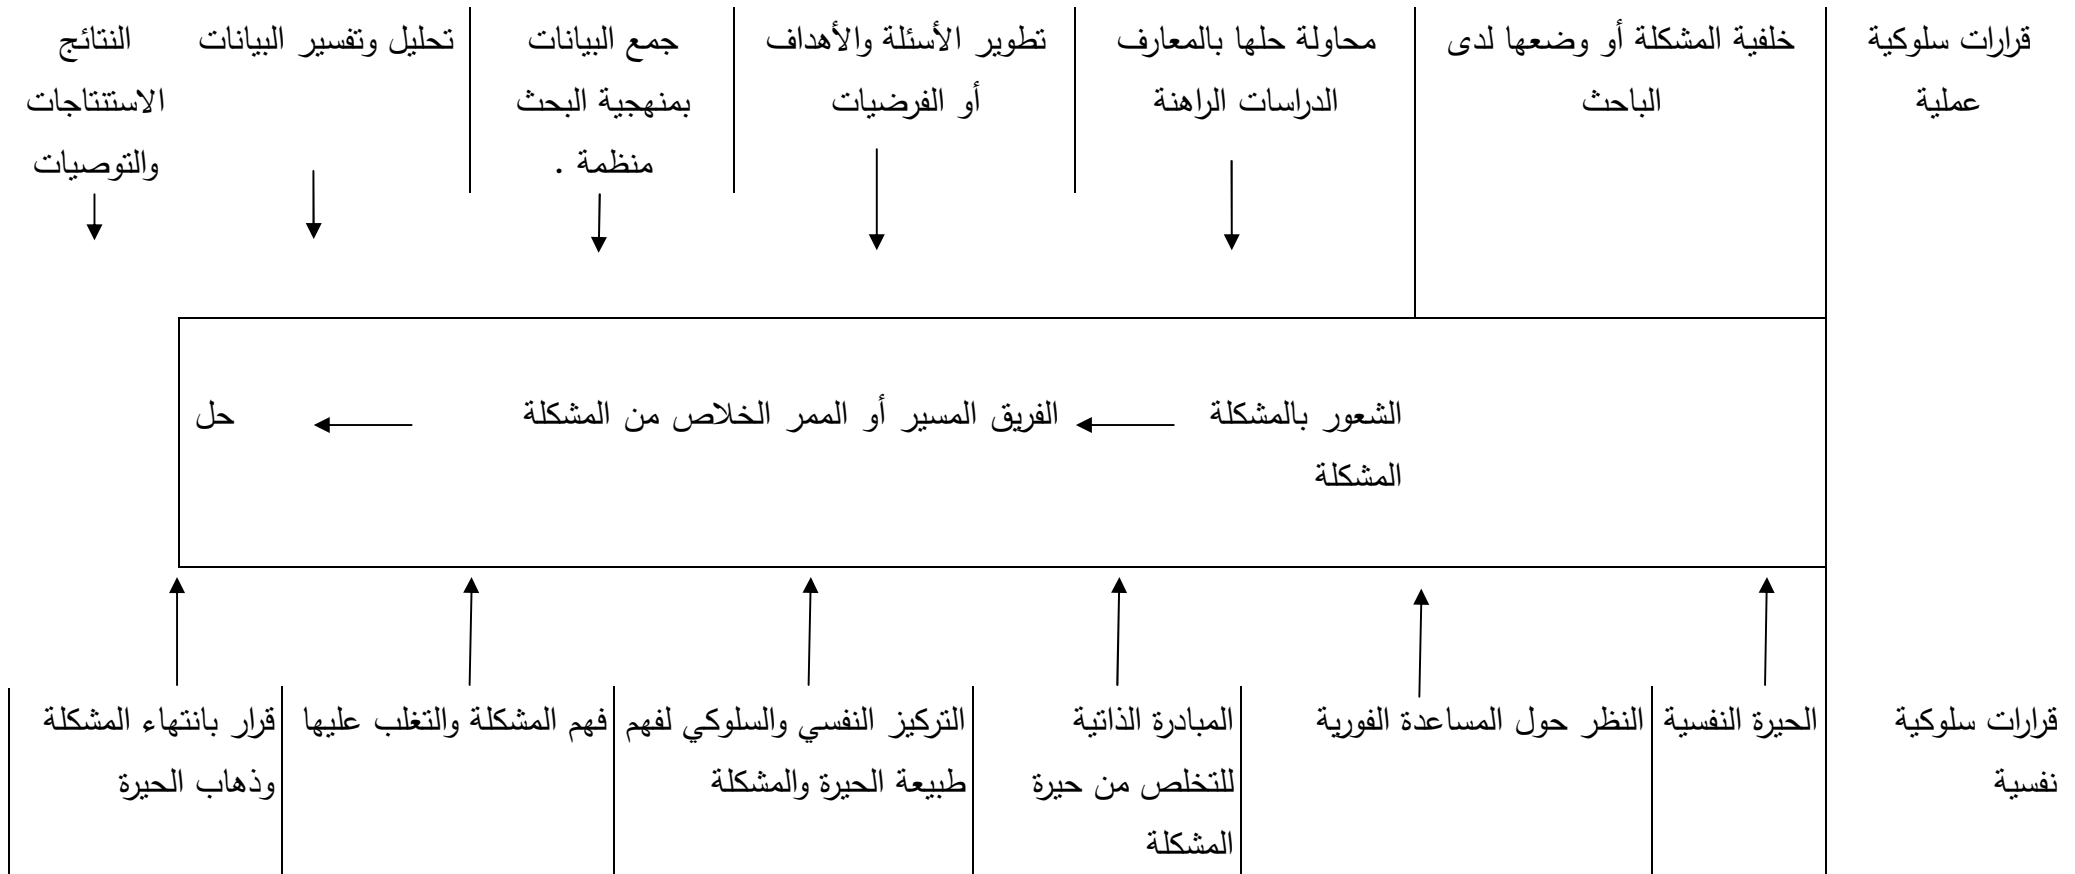 قرارات سلوكية
عملية
خلفية المشكلة أو وضعها لدى
الباحث
محاولة حلها بالمعارف
الدراسات الراهنة
تطوير الأسئلة والأهداف
أو الفرضيات
جمع البيانات
بمنهجية البحث
منظمة .
تحليل وتفسير البيانات
النتائج
الاستنتاجات
والتوصيات
الشعور بالمشكلة الفريق المسير أو الممر الخلاص من المشكلة حل
المشكلة
قرارات سلوكية
نفسية
الحيرة النفسية
النظر حول المساعدة الفورية
المبادرة الذاتية
للتخلص من حيرة
المشكلة
التركيز النفسي والسلوكي لفهم
طبيعة الحيرة والمشكلة
فهم المشكلة والتغلب عليها
قرار بانتهاء المشكلة
وذهاب الحيرة